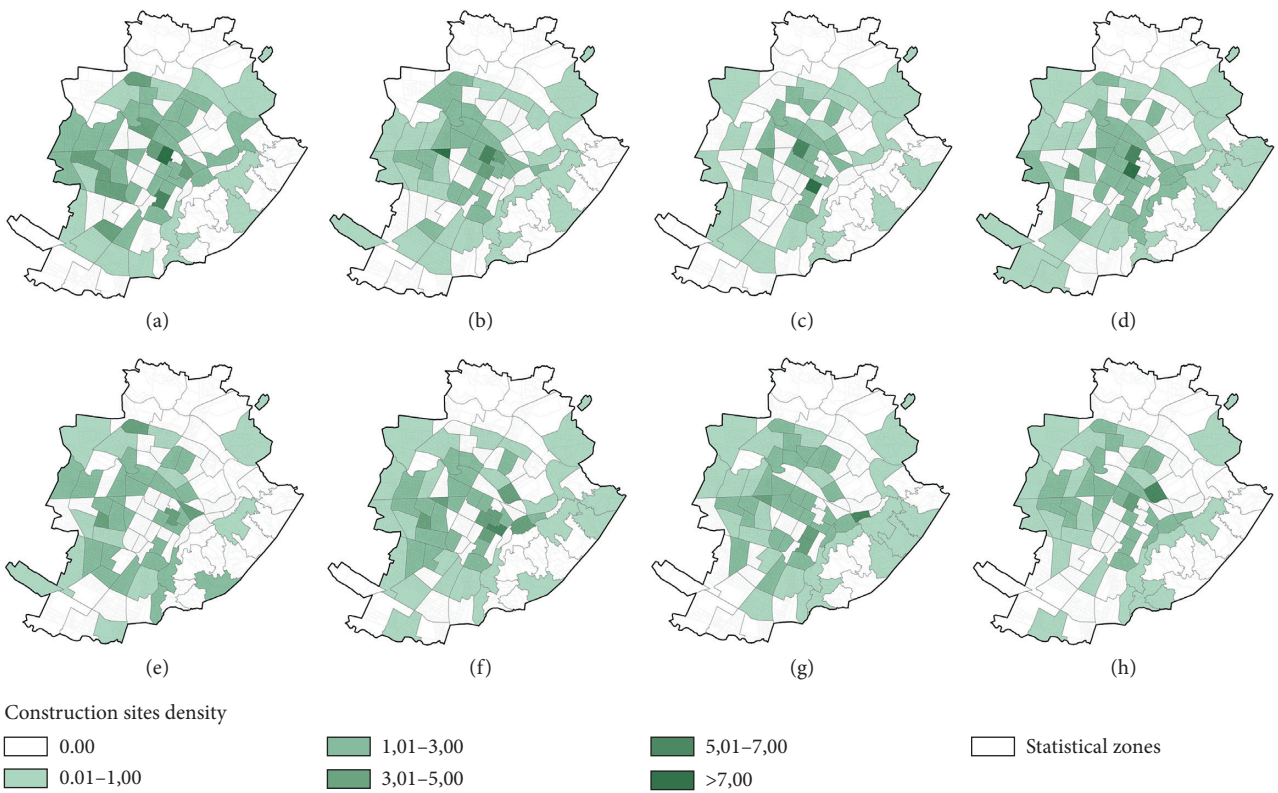 (a) (b) (c) (d)
(e) (f) (g) (h)
Construction sites density
0.00 1,01–3,00 5,01–7,00 Statistical zones
0.01–1,00 3,01–5,00 >7,00